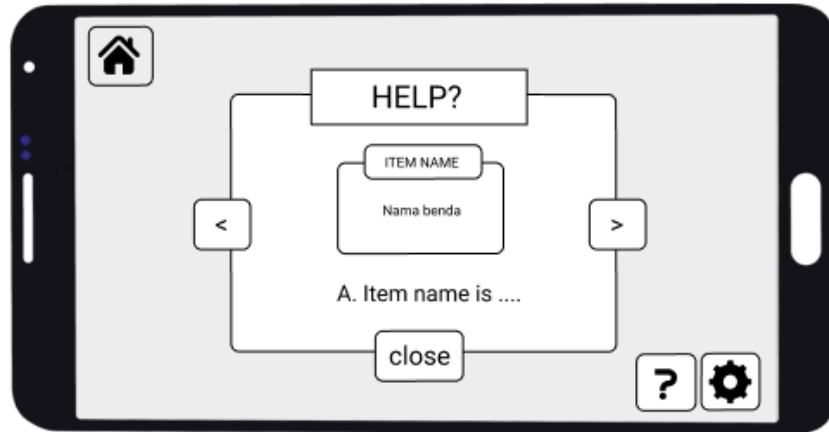 HELP?
ITEM NAME
Nama benda
<
>
A. Item name is ....
close
?